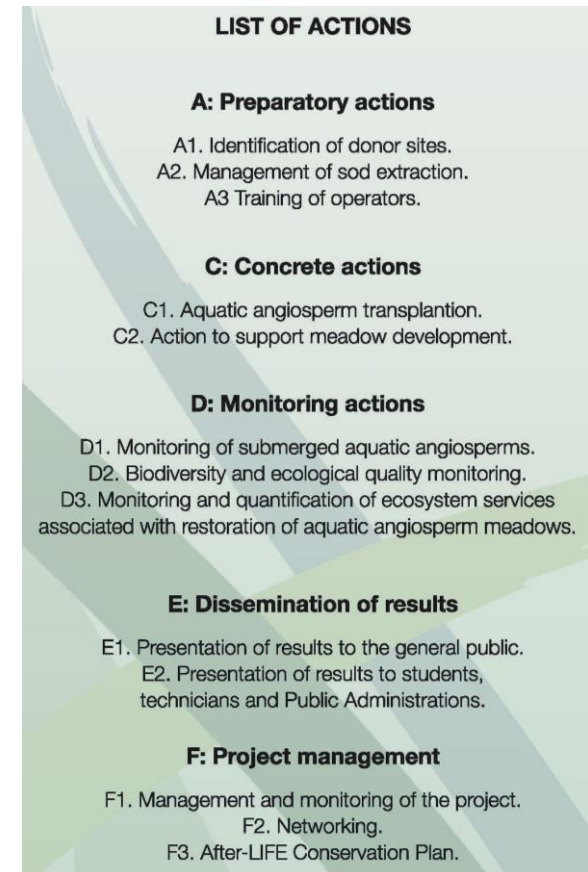 LIST OF ACTIONS
A: Preparatory actions
A1. Identification of donor sites.
A2. Management of sod extraction.
A3 Training of operators.
C: Concrete actions
C1. Aquatic angiosperm transplantion.
C2. Action to support meadow development.
D: Monitoring actions
D1. Monitoring of submerged aquatic angiosperms.
D2. Biodiversity and ecological quality monitoring.
D3. Monitoring and quantification of ecosystem services
associated with restoration of aquatic angiosperm meadows.
E: Dissemination of results
E1. Presentation of results to the general public.
E2. Presentation of results to students,
technicians and Public Administrations.
F: Project management
F1. Management and monitoring of the project.
F2. Networking.
F3. After-LIFE Conservation Plan.